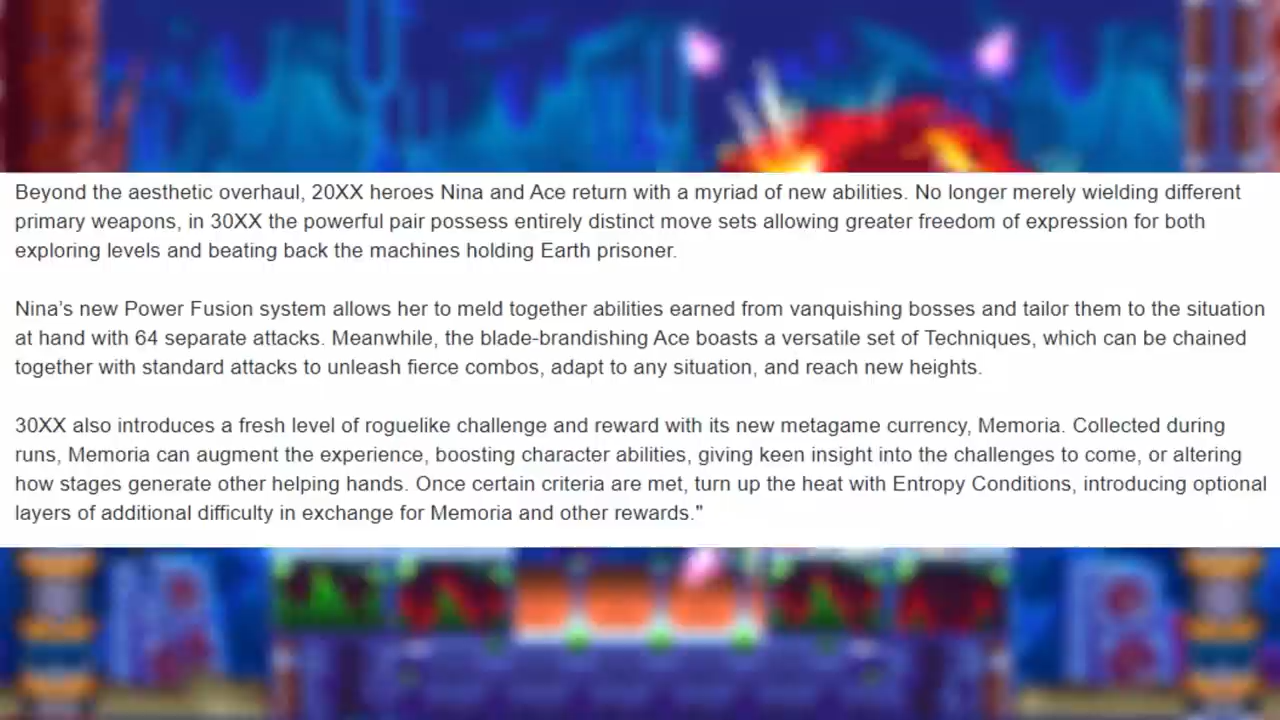 Beyond the aesthetic overhaul, 20XX heroes Nina and Ace return with a myriad of new abilities. No longer merely wielding different
primary weapons, in 30XX the powerful pair possess entirely distinct move sets allowing greater freedom of expression for both
exploring levels and beating back the machines holding Earth prisoner.
Nina's new Power Fusion system allows her to meld together abilities earned from vanquishing bosses and tailor them to the situation
at hand with 64 separate attacks. Meanwhile, the blade-brandishing Ace boasts a versatile set of Techniques, which can be chained
together with standard attacks to unleash fierce combos, adapt to any situation, and reach new heights.
30XX also introduces a fresh level of roguelike challenge and reward with its new metagame currency, Memoria. Collected during
runs, Memoria can augment the experience, boosting character abilities, giving keen insight into the challenges to come, or altering
how stages generate other helping hands. Once certain criteria are met, turn up the heat with Entropy Conditions, introducing optional
layers of additional difficulty in exchange for Memoria and other rewards."